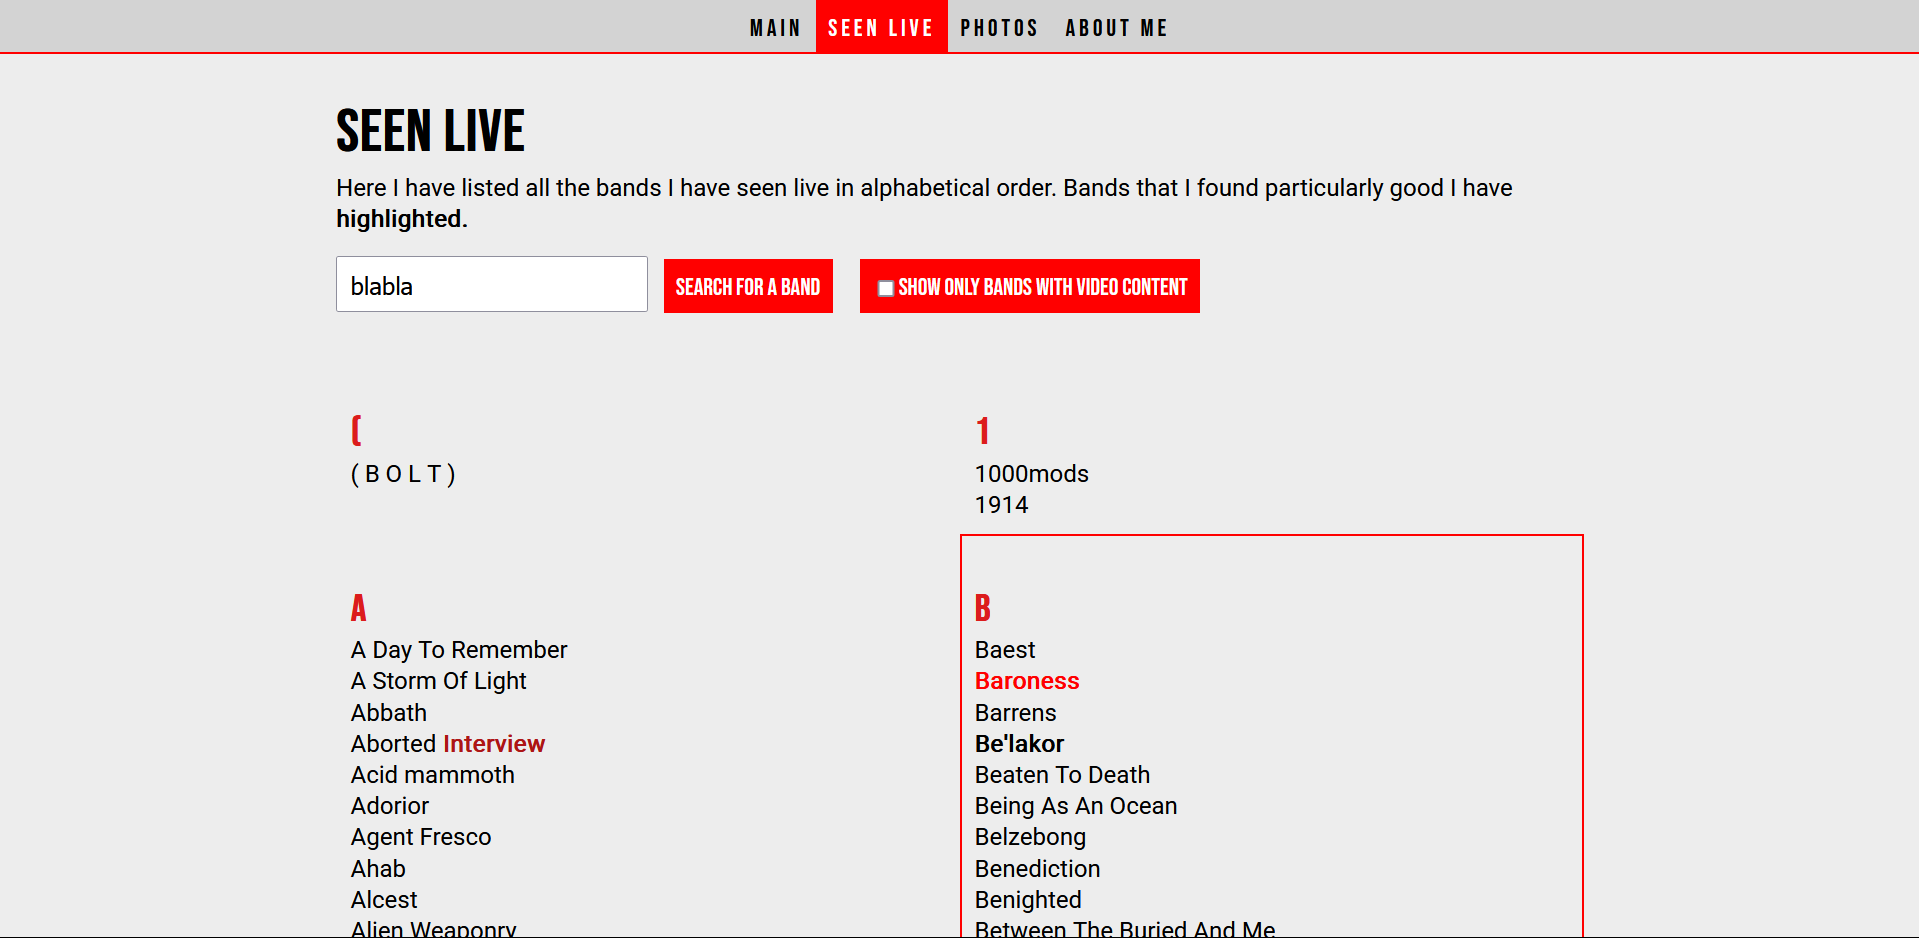 MAIN SEEN LIVE PHOTOS ABOUT ME
SEEN LIVE
Here I have listed all the bands I have seen live in alphabetical order. Bands that I found particularly good I have
highlighted.
blabla SEARCH FOR A BAND SHOW ONLY BANDS WITH VIDEO CONTENT
(
( B O L T )
1
1000mods
1914
A
A Day To Remember
A Storm Of Light
Abbath
Aborted Interview
Acid mammoth
Adorior
Agent Fresco
Ahab
Alcest
Alien Weaponry
B
Baest
Baroness
Barrens
Be'lakor
Beaten To Death
Being As An Ocean
Belzebong
Benediction
Benighted
Between The Buried And Me